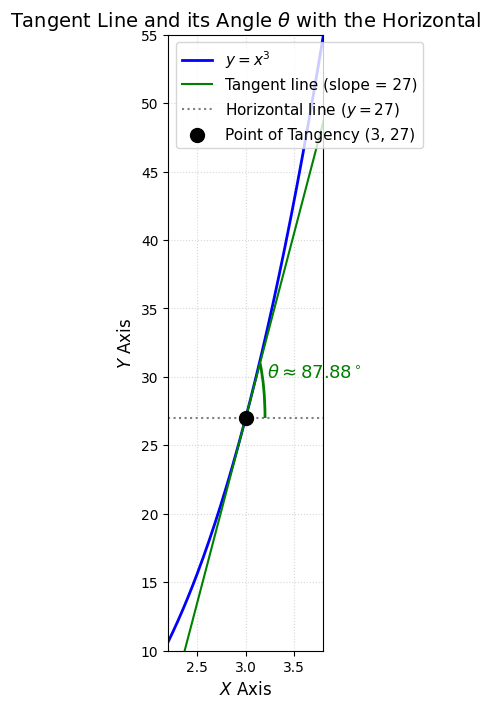 Tangent Line and its Angle θ with the Horizontal
y = x³
Tangent line (slope = 27)
Horizontal line (y = 27)
Point of Tangency (3, 27)
55
50
45
40
35
30
25
20
15
10
Y Axis
θ ≈ 87.88°
2.5 3.0 3.5
X Axis